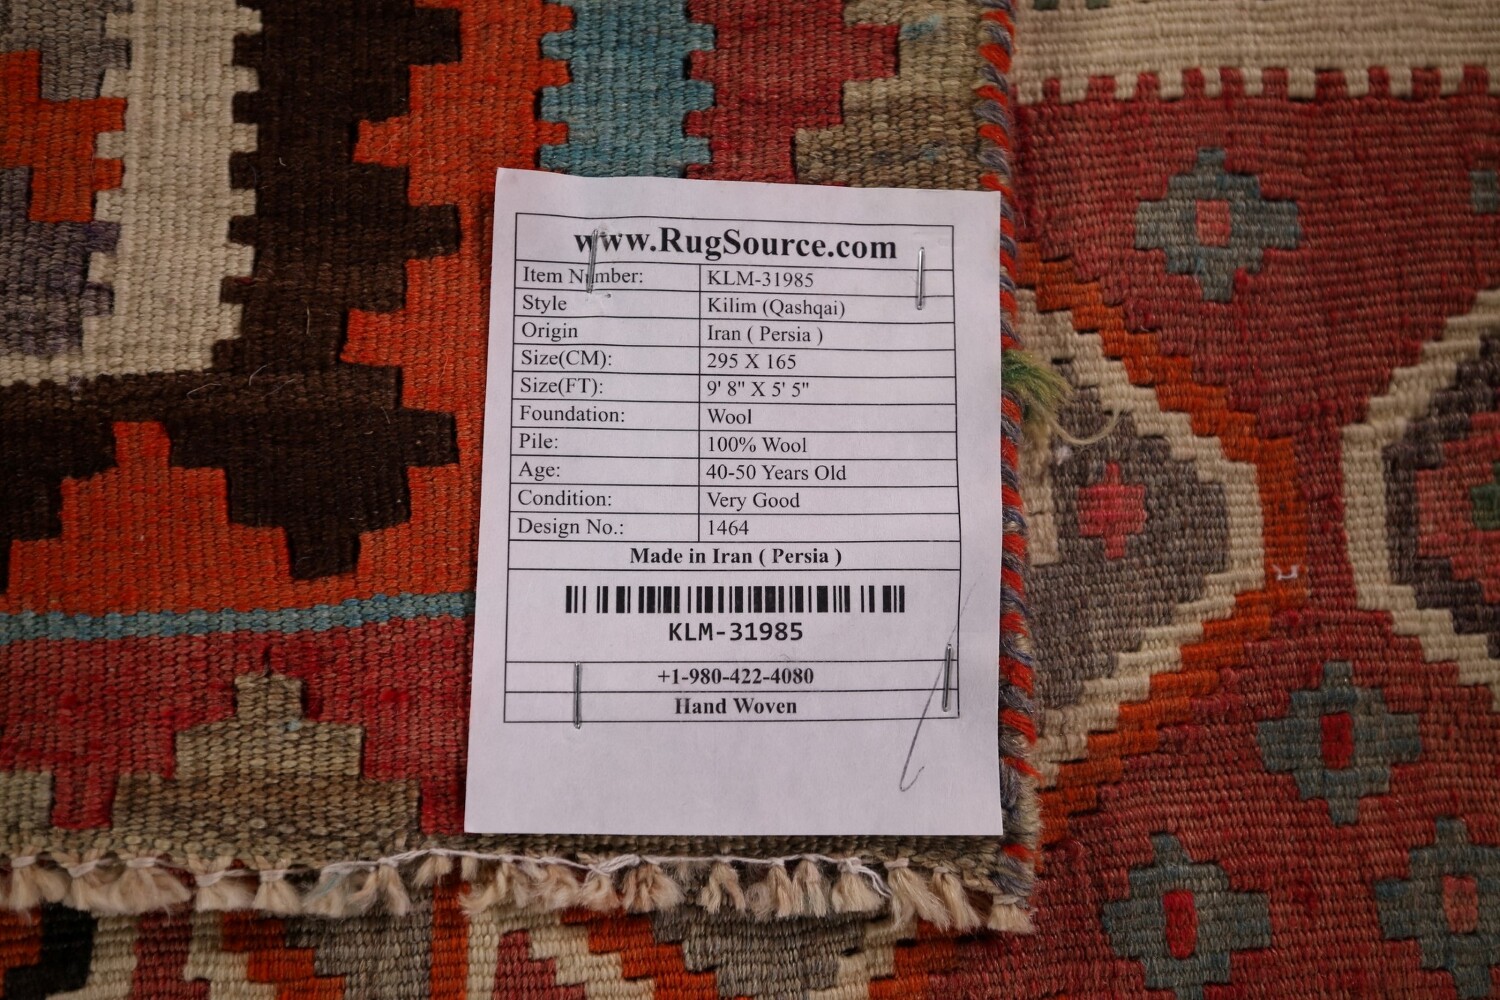 www.RugSource.com
Item Number: KLM-31985
Style Kilim (Qashqai)
Origin Iran ( Persia )
Size(CM): 295 X 165
Size(FT): 9' 8" X 5' 5"
Foundation: Wool
Pile: 100% Wool
Age: 40-50 Years Old
Condition: Very Good
Design No.: 1464
Made in Iran ( Persia )
KLM-31985
+1-980-422-4080
Hand Woven